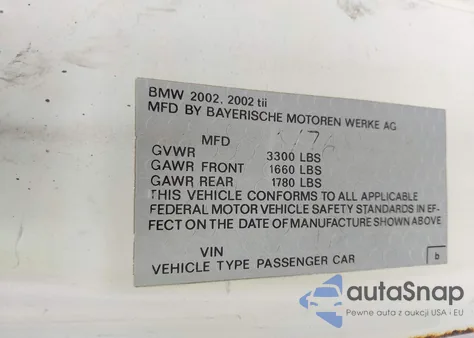 BMW 2002, 2002 tii
MFD BY BAYERISCHE MOTOREN WERKE AG
MFD
GVWR 3300 LBS
GAWR FRONT 1660 LBS
GAWR REAR 1780 LBS
THIS VEHICLE CONFORMS TO ALL APPLICABLE
FEDERAL MOTOR VEHICLE SAFETY STANDARDS IN EF-
FECT ON THE DATE OF MANUFACTURE SHOWN ABOVE
VIN
VEHICLE TYPE PASSENGER CAR b
autoSnap
Pewne auta z aukcji USA i EU